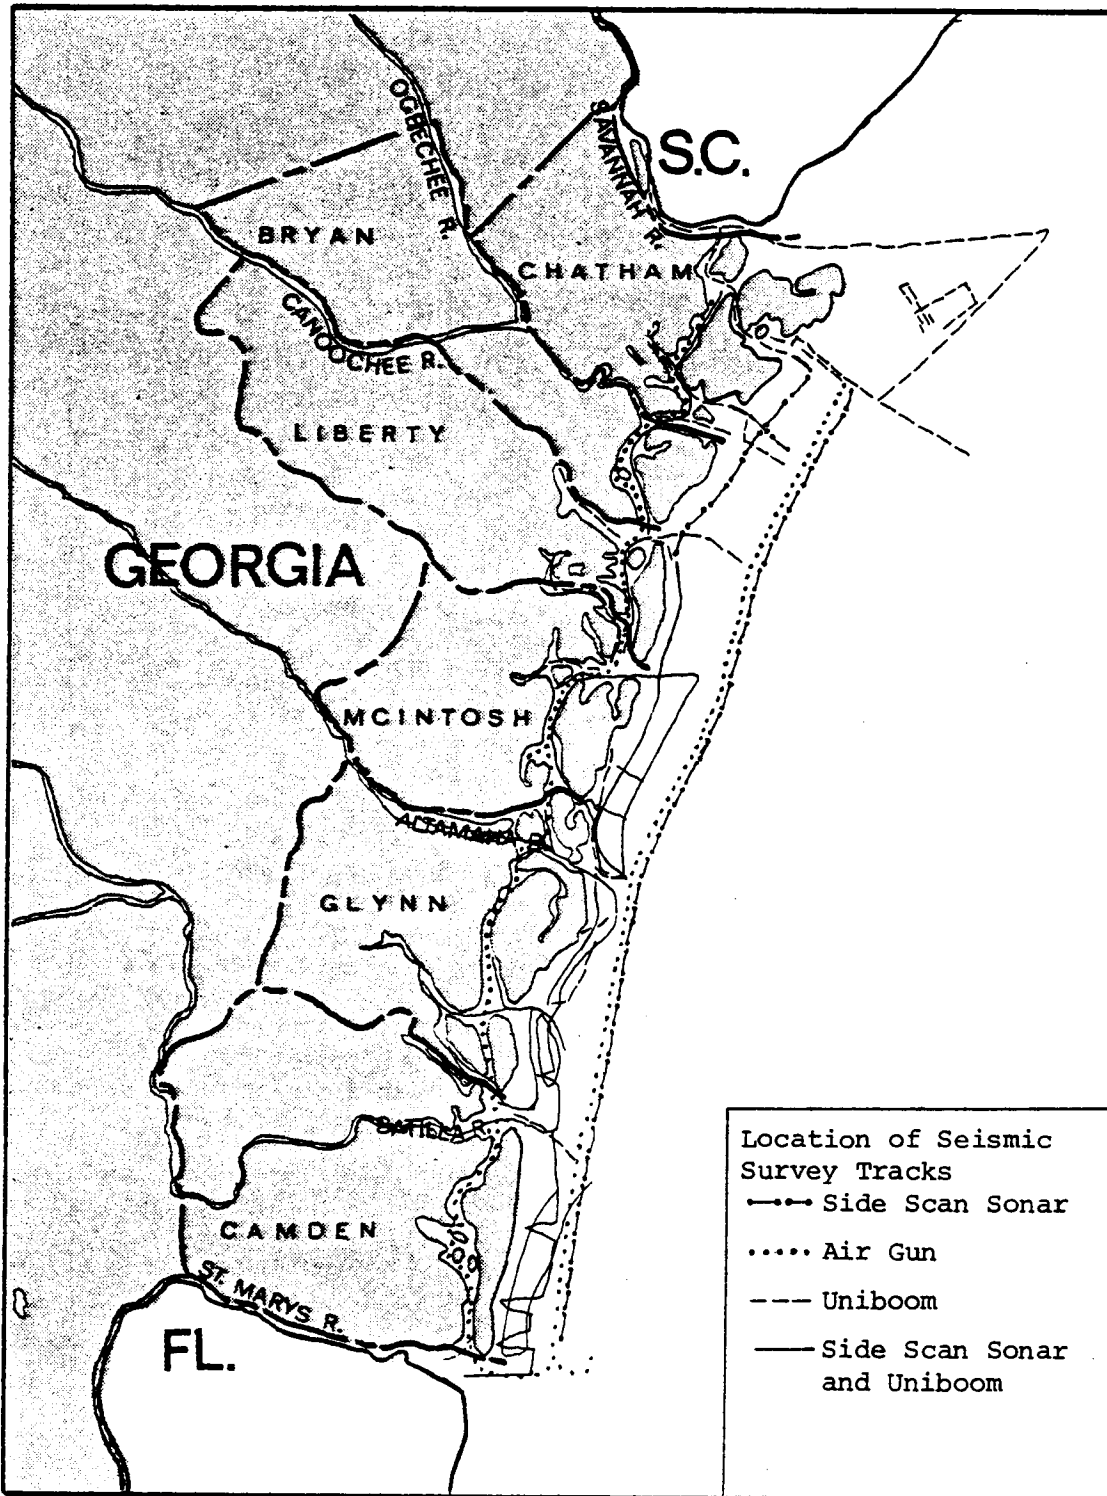 OGEECHEE R.
SAVANNAH R.
S.C.
BRYAN
CHATHAM
CANOOCHEE R.
LIBERTY
GEORGIA
MCINTOSH
ALTAMAHA R.
GLYNN
SATILLA R.
CAMDEN
ST. MARYS R.
FL.
Location of Seismic
Survey Tracks
Side Scan Sonar
Air Gun
Uniboom
Side Scan Sonar
and Uniboom